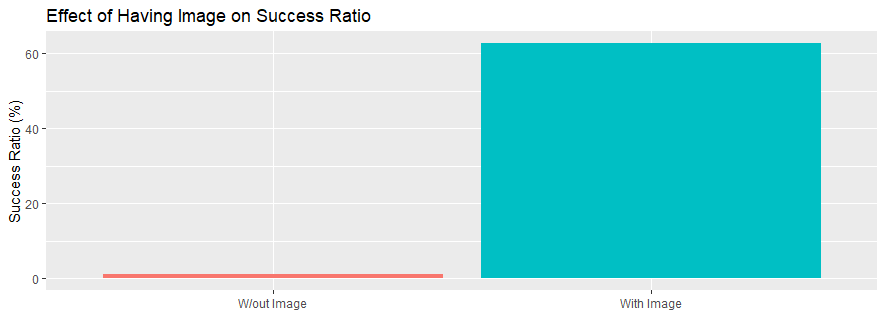 Effect of Having Image on Success Ratio
Success Ratio (%)
60
40
20
0
W/out Image
With Image